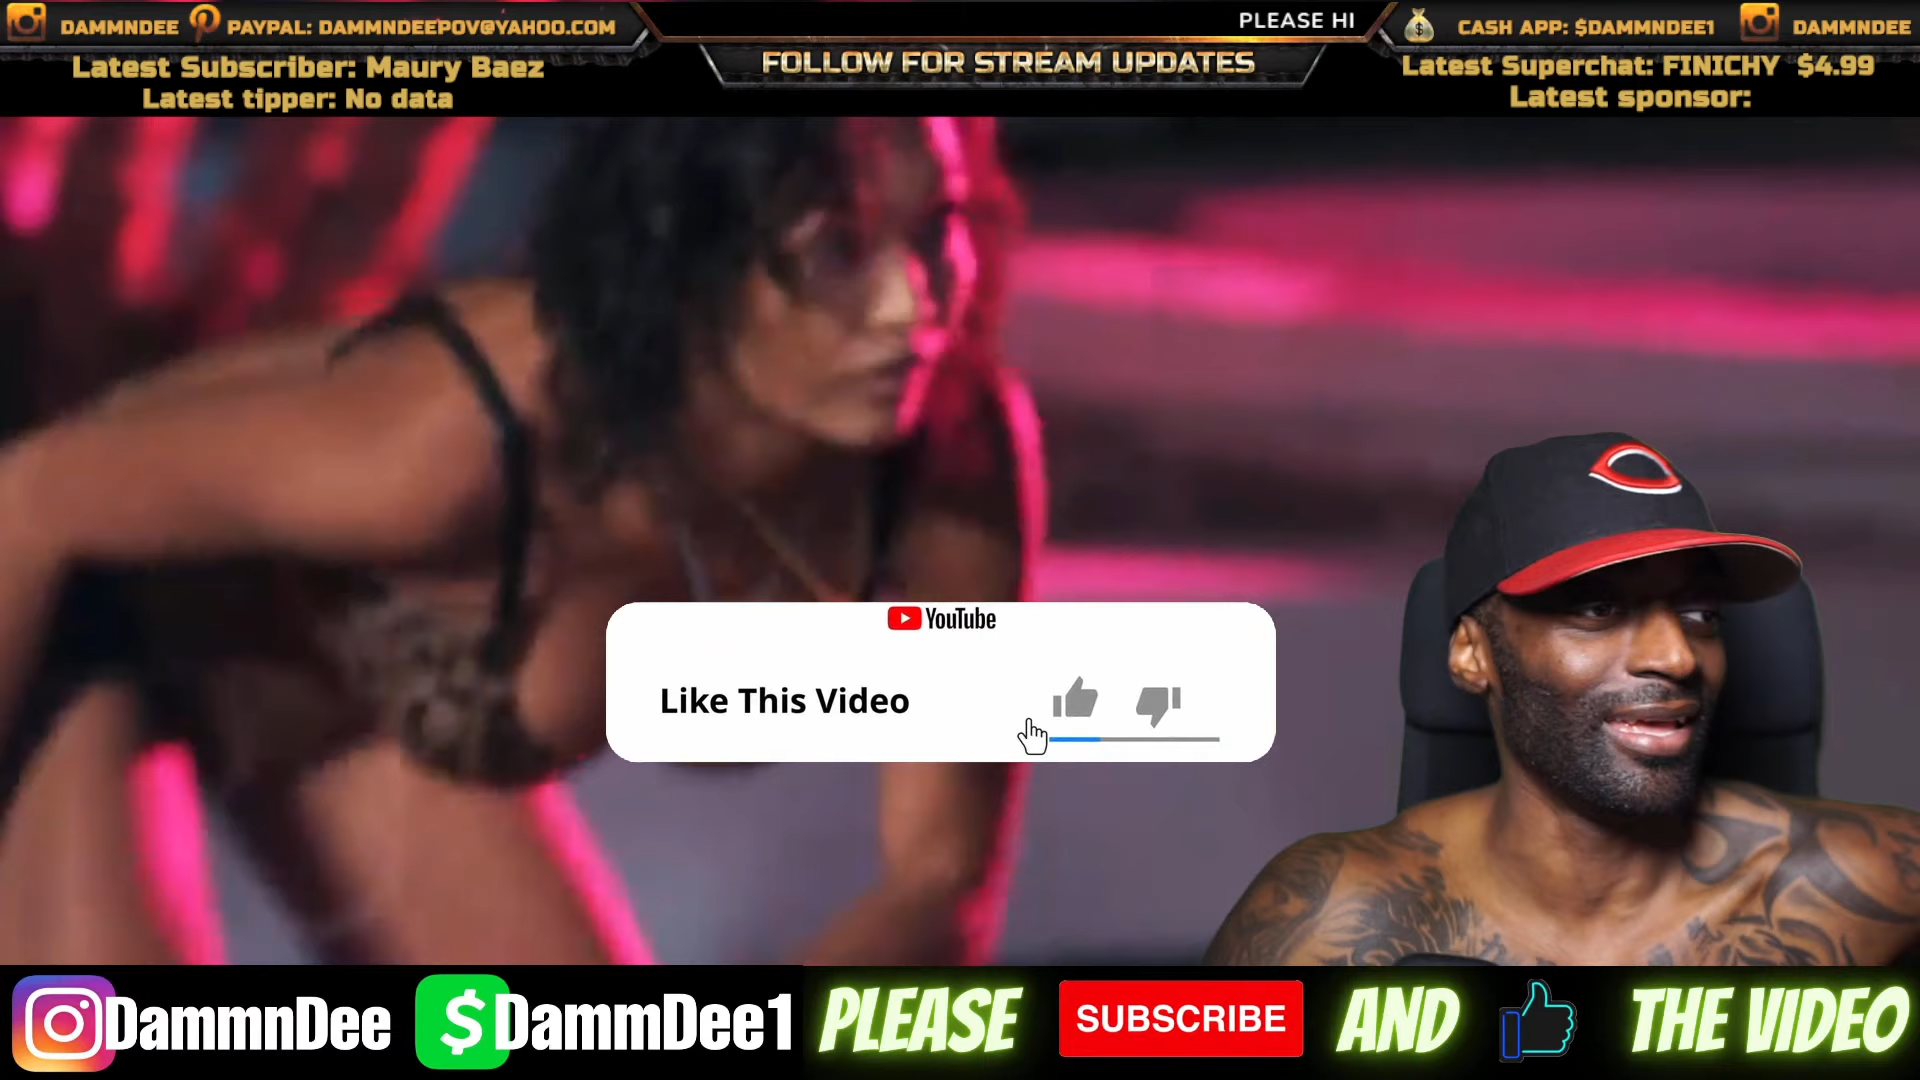 DAMMNDEE
PAYPAL: DAMMNDEEPOV@YAHOO.COM
PLEASE HI
CASH APP: $DAMMNDEE1
DAMMNDEE
Latest Subscriber: Maury Baez
Latest tipper: No data
FOLLOW FOR STREAM UPDATES
Latest Superchat: FINICHY $4.99
Latest sponsor:
YouTube
Like This Video
DammnDee
$DammDee1
PLEASE
SUBSCRIBE
AND
THE VIDEO